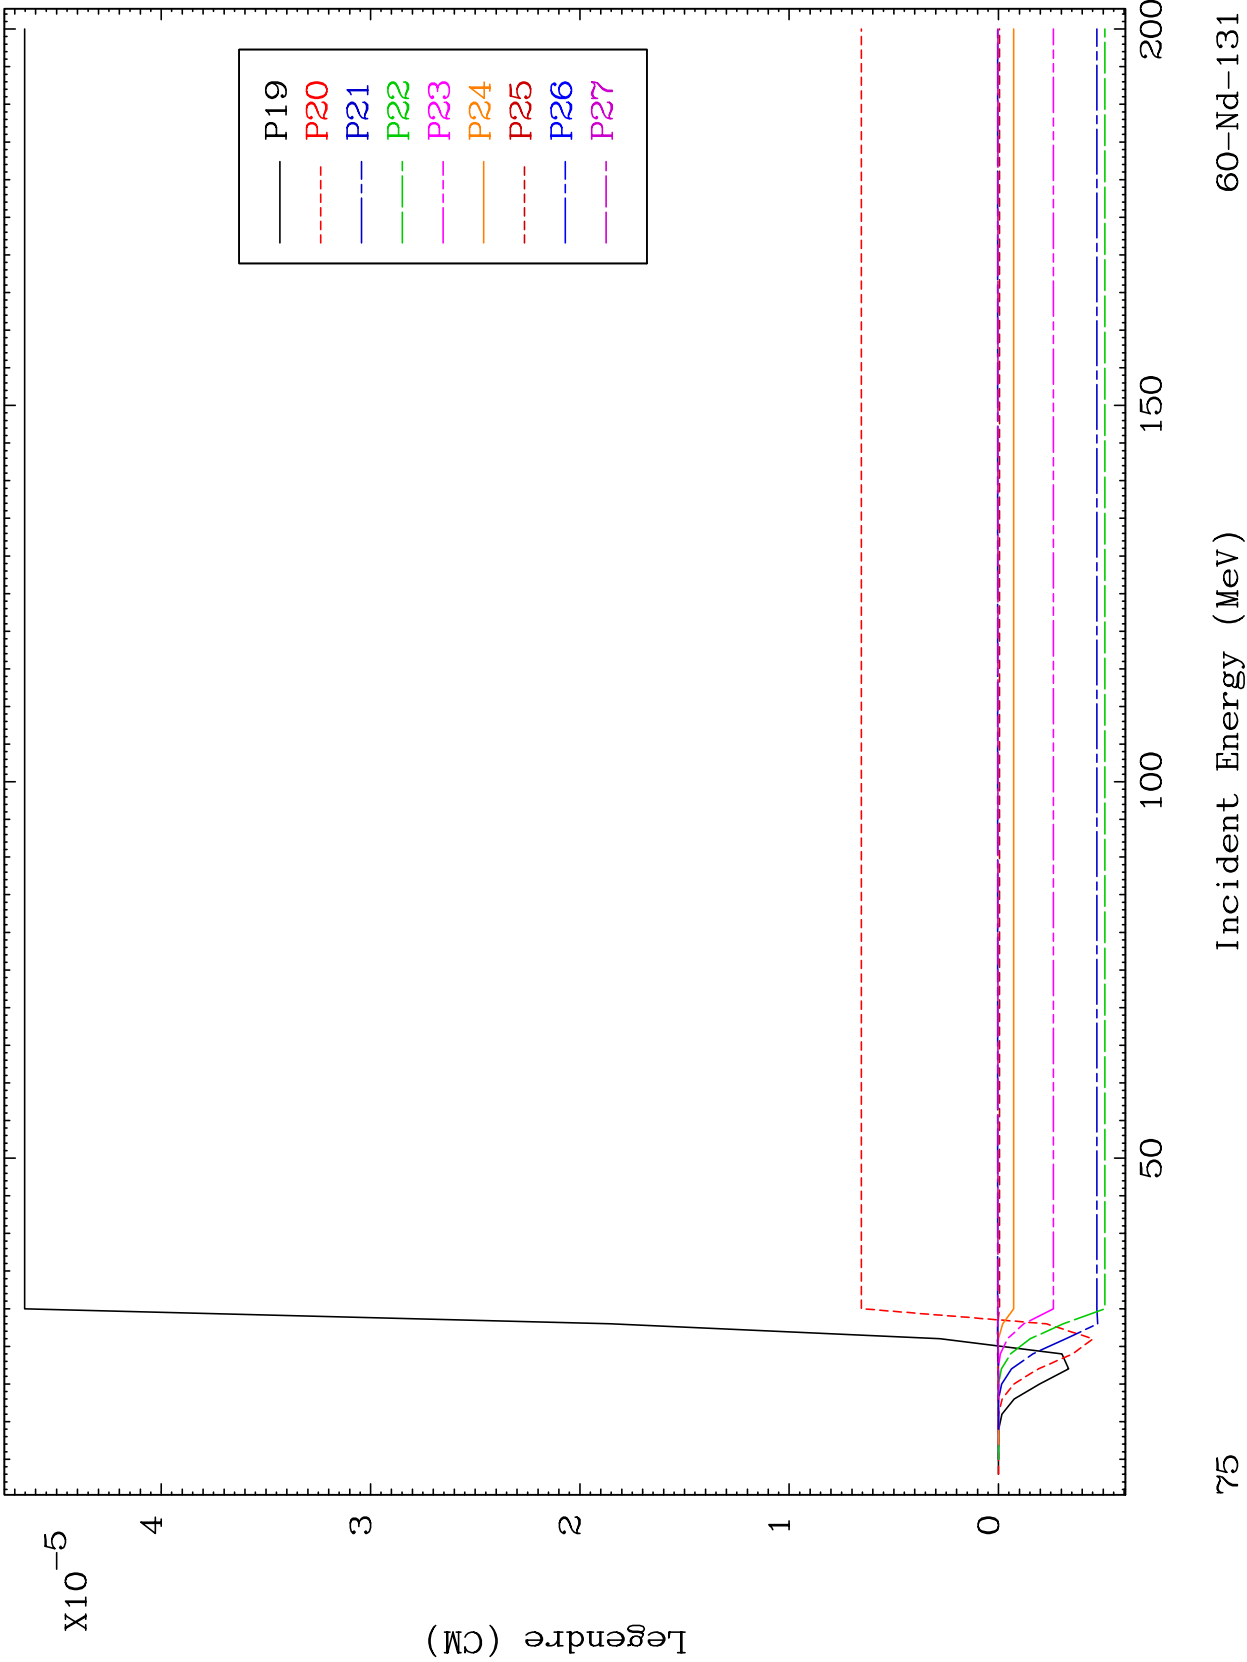 X10-5
4
3
2
1
0
Legendre (CM)
P19
P20
P21
P22
P23
P24
P25
P26
P27
50
100
150
200
Incident Energy (MeV)
75
60-Nd-131